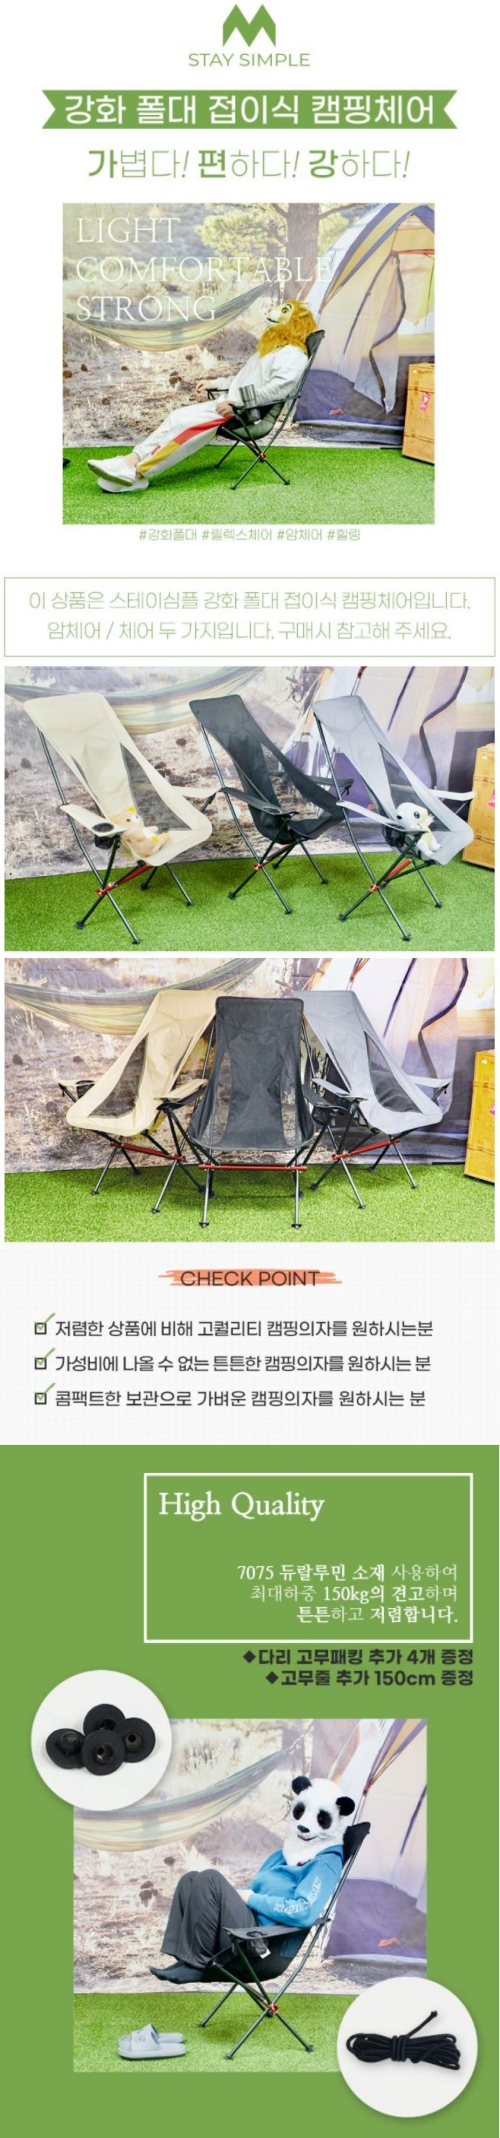 STAY SIMPLE
강화 폴대 접이식 캠핑체어
가볍다! 편하다! 강하다!
LIGHT
COMFORTABLE
STRONG
#강화폴대 #릴렉스체어 #암체어 #힐링
이 상품은 스테이심플 강화 폴대 접이식 캠핑체어입니다.
암체어 / 체어 두 가지입니다. 구매시 참고해 주세요.
CHECK POINT
저렴한 상품에 비해 고퀄리티 캠핑의자를 원하시는분
가성비에 나올 수 없는 튼튼한 캠핑의자를 원하시는 분
콤팩트한 보관으로 가벼운 캠핑의자를 원하시는 분
High Quality
7075 듀랄루민 소재 사용하여
최대하중 150kg의 견고하며
튼튼하고 저렴합니다.
◆다리 고무패킹 추가 4개 증정
◆고무줄 추가 150cm 증정